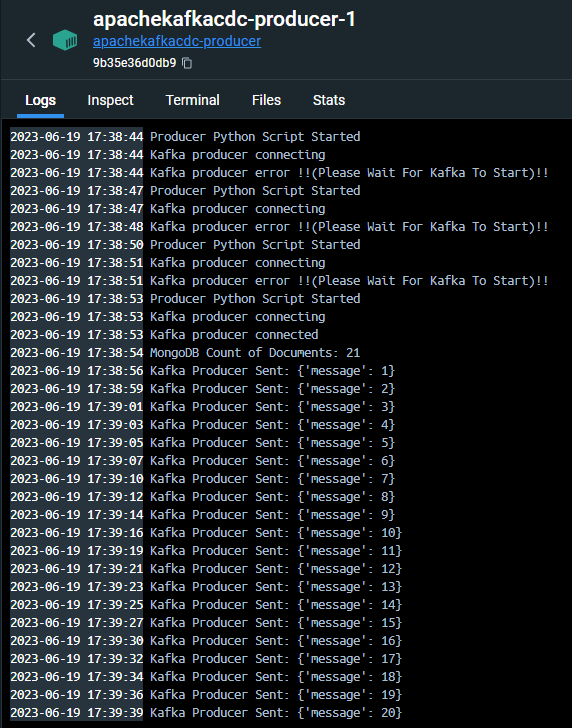 apachekafkacdc-producer-1
apachekafkacdc-producer
9b35e36d0db9
Logs Inspect Terminal Files Stats
2023-06-19 17:38:44 Producer Python Script Started
2023-06-19 17:38:44 Kafka producer connecting
2023-06-19 17:38:44 Kafka producer error !!(Please Wait For Kafka To Start)!!
2023-06-19 17:38:47 Producer Python Script Started
2023-06-19 17:38:47 Kafka producer connecting
2023-06-19 17:38:48 Kafka producer error !!(Please Wait For Kafka To Start)!!
2023-06-19 17:38:50 Producer Python Script Started
2023-06-19 17:38:51 Kafka producer connecting
2023-06-19 17:38:51 Kafka producer error !!(Please Wait For Kafka To Start)!!
2023-06-19 17:38:53 Producer Python Script Started
2023-06-19 17:38:53 Kafka producer connecting
2023-06-19 17:38:53 Kafka producer connected
2023-06-19 17:38:54 MongoDB Count of Documents: 21
2023-06-19 17:38:56 Kafka Producer Sent: {'message': 1}
2023-06-19 17:38:59 Kafka Producer Sent: {'message': 2}
2023-06-19 17:39:01 Kafka Producer Sent: {'message': 3}
2023-06-19 17:39:03 Kafka Producer Sent: {'message': 4}
2023-06-19 17:39:05 Kafka Producer Sent: {'message': 5}
2023-06-19 17:39:07 Kafka Producer Sent: {'message': 6}
2023-06-19 17:39:10 Kafka Producer Sent: {'message': 7}
2023-06-19 17:39:12 Kafka Producer Sent: {'message': 8}
2023-06-19 17:39:14 Kafka Producer Sent: {'message': 9}
2023-06-19 17:39:16 Kafka Producer Sent: {'message': 10}
2023-06-19 17:39:19 Kafka Producer Sent: {'message': 11}
2023-06-19 17:39:21 Kafka Producer Sent: {'message': 12}
2023-06-19 17:39:23 Kafka Producer Sent: {'message': 13}
2023-06-19 17:39:25 Kafka Producer Sent: {'message': 14}
2023-06-19 17:39:27 Kafka Producer Sent: {'message': 15}
2023-06-19 17:39:30 Kafka Producer Sent: {'message': 16}
2023-06-19 17:39:32 Kafka Producer Sent: {'message': 17}
2023-06-19 17:39:34 Kafka Producer Sent: {'message': 18}
2023-06-19 17:39:36 Kafka Producer Sent: {'message': 19}
2023-06-19 17:39:39 Kafka Producer Sent: {'message': 20}